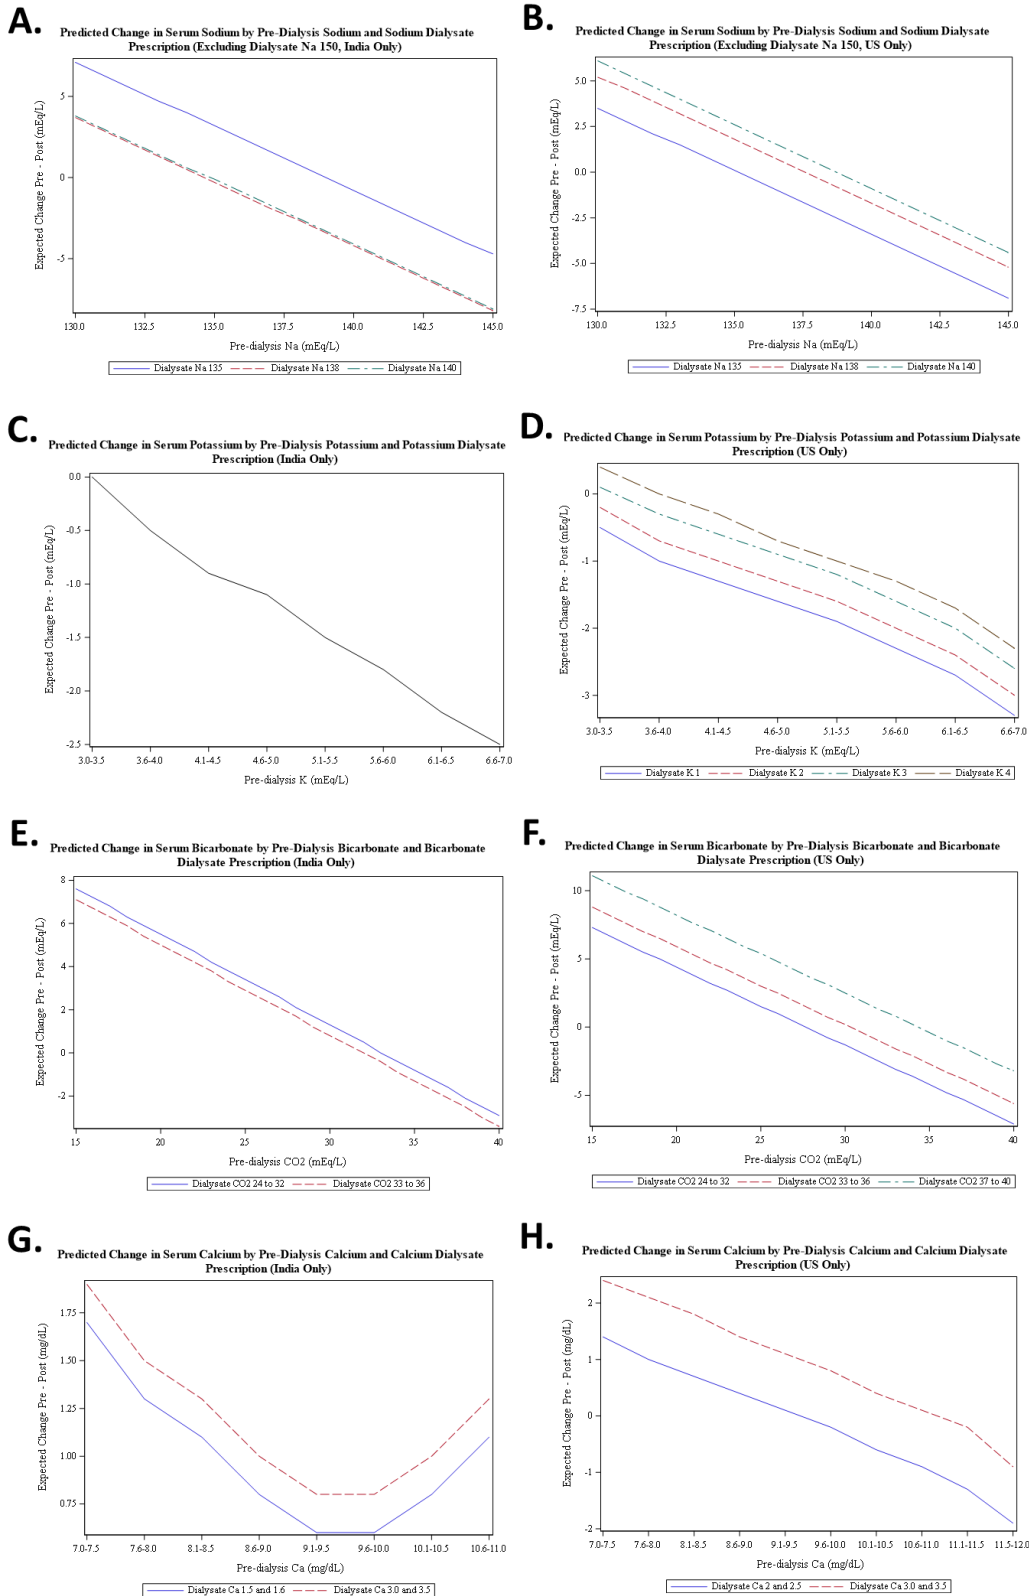 A.
Predicted Change in Serum Sodium by Pre-Dialysis Sodium and Sodium Dialysate
Prescription (Excluding Dialysate Na 150, India Only)
Expected Change Pre - Post (mEq/L)
5
0
-5
130.0 132.5 135.0 137.5 140.0 142.5 145.0
Pre-dialysis Na (mEq/L)
Dialysate Na 135 Dialysate Na 138 Dialysate Na 140
B.
Predicted Change in Serum Sodium by Pre-Dialysis Sodium and Sodium Dialysate
Prescription (Excluding Dialysate Na 150, US Only)
Expected Change Pre - Post (mEq/L)
5.0
2.5
0.0
-2.5
-5.0
-7.5
130.0 132.5 135.0 137.5 140.0 142.5 145.0
Pre-dialysis Na (mEq/L)
Dialysate Na 135 Dialysate Na 138 Dialysate Na 140
C.
Predicted Change in Serum Potassium by Pre-Dialysis Potassium and Potassium Dialysate
Prescription (India Only)
Expected Change Pre - Post (mEq/L)
0.0
-0.5
-1.0
-1.5
-2.0
-2.5
3.0-3.5 3.6-4.0 4.1-4.5 4.6-5.0 5.1-5.5 5.6-6.0 6.1-6.5 6.6-7.0
Pre-dialysis K (mEq/L)
D.
Predicted Change in Serum Potassium by Pre-Dialysis Potassium and Potassium Dialysate
Prescription (US Only)
Expected Change Pre - Post (mEq/L)
0
-1
-2
-3
3.0-3.5 3.6-4.0 4.1-4.5 4.6-5.0 5.1-5.5 5.6-6.0 6.1-6.5 6.6-7.0
Pre-dialysis K (mEq/L)
Dialysate K 1 Dialysate K 2 Dialysate K 3 Dialysate K 4
E.
Predicted Change in Serum Bicarbonate by Pre-Dialysis Bicarbonate and Bicarbonate
Dialysate Prescription (India Only)
Expected Change Pre - Post (mEq/L)
8
6
4
2
0
-2
15 20 25 30 35 40
Pre-dialysis CO2 (mEq/L)
Dialysate CO2 24 to 32 Dialysate CO2 33 to 36
F.
Predicted Change in Serum Bicarbonate by Pre-Dialysis Bicarbonate and Bicarbonate
Dialysate Prescription (US Only)
Expected Change Pre - Post (mEq/L)
10
5
0
-5
15 20 25 30 35 40
Pre-dialysis CO2 (mEq/L)
Dialysate CO2 24 to 32 Dialysate CO2 33 to 36 Dialysate CO2 37 to 40
G.
Predicted Change in Serum Calcium by Pre-Dialysis Calcium and Calcium Dialysate
Prescription (India Only)
Expected Change Pre - Post (mg/dL)
1.75
1.50
1.25
1.00
0.75
7.0-7.5 7.6-8.0 8.1-8.5 8.6-9.0 9.1-9.5 9.6-10.0 10.1-10.5 10.6-11.0
Pre-dialysis Ca (mg/dL)
Dialysate Ca 1.5 and 1.6 Dialysate Ca 3.0 and 3.5
H.
Predicted Change in Serum Calcium by Pre-Dialysis Calcium and Calcium Dialysate
Prescription (US Only)
Expected Change Pre - Post (mg/dL)
2
1
0
-1
-2
7.0-7.5 7.6-8.0 8.1-8.5 8.6-9.0 9.1-9.5 9.6-10.0 10.1-10.5 10.6-11.0 11.1-11.5 11.5-12.0
Pre-dialysis Ca (mg/dL)
Dialysate Ca 2 and 2.5 Dialysate Ca 3.0 and 3.5